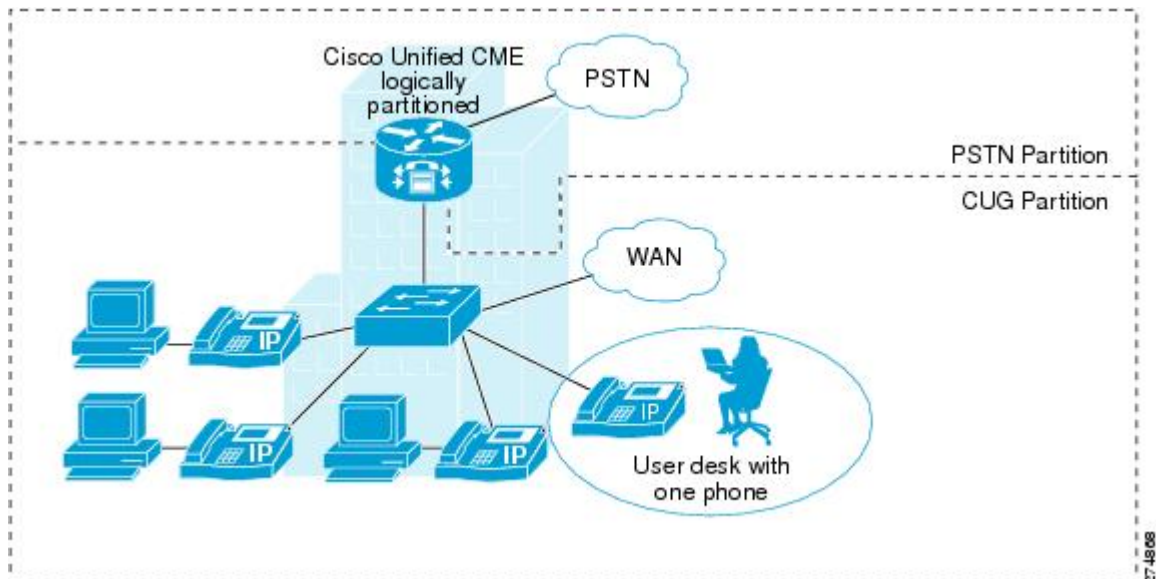 Cisco Unified CME
logically
partitioned
PSTN
PSTN Partition
CUG Partition
WAN
IP
IP
IP
IP
User desk with
one phone
274868